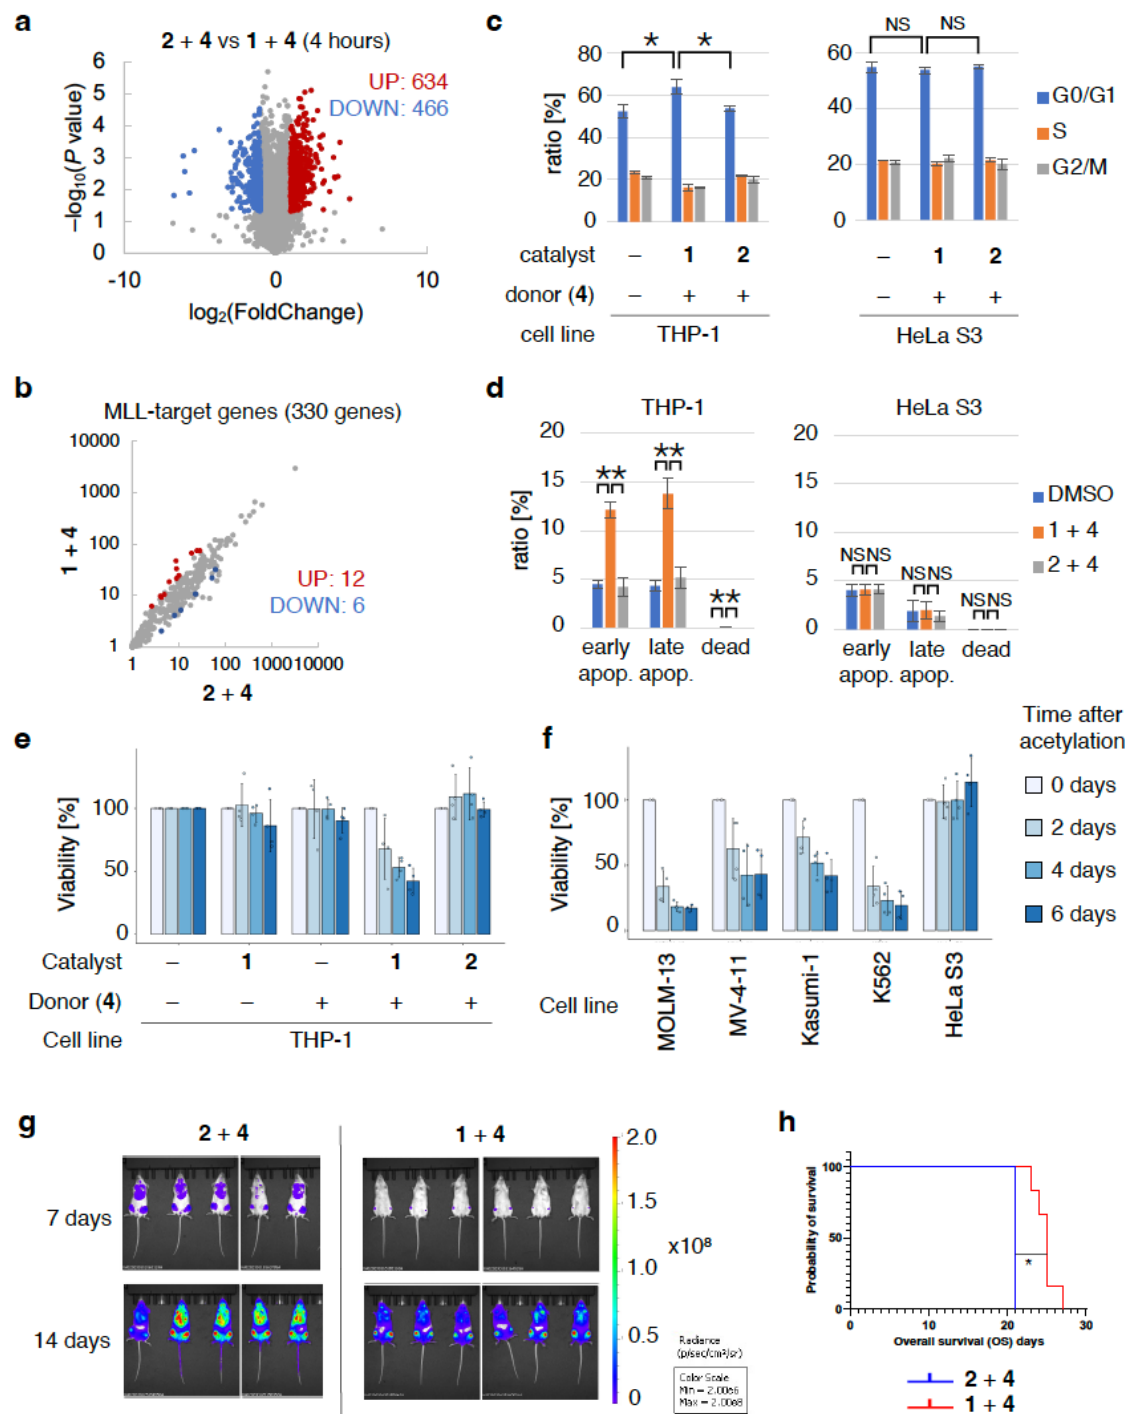 a
2 + 4 vs 1 + 4 (4 hours)
UP: 634
DOWN: 466
–log10(P value)
6
5
4
3
2
1
0
-10
0
10
log2(FoldChange)
b
MLL-target genes (330 genes)
10000
1000
100
10
1
1 + 4
UP: 12
DOWN: 6
1
10
100
1000
10000
2 + 4
c
* *
80
60
40
20
0
ratio [%]
NS NS
60
40
20
0
G0/G1
S
G2/M
catalyst – 1 2 – 1 2
donor (4) – + + – + +
cell line THP-1 HeLa S3
d
THP-1
HeLa S3
20
15
10
5
0
ratio [%]
** ** **
early apop.
late apop.
dead
20
15
10
5
0
NS NS NS NS NS NS
early apop.
late apop.
dead
DMSO
1 + 4
2 + 4
e
Viability [%]
100
50
0
Catalyst – 1 – 1 2
Donor (4) – – + + +
Cell line THP-1
f
Viability [%]
100
50
0
Cell line
MOLM-13
MV-4-11
Kasumi-1
K562
HeLa S3
Time after
acetylation
0 days
2 days
4 days
6 days
g
2 + 4
1 + 4
7 days
14 days
2.0
1.5
1.0
0.5
0
x10⁸
Radiance
(p/sec/cm²/sr)
Color Scale
Min = 2.00e6
Max = 2.00e8
h
Probability of survival
100
50
0
*
0 10 20 30
Overall survival (OS) days
2 + 4
1 + 4